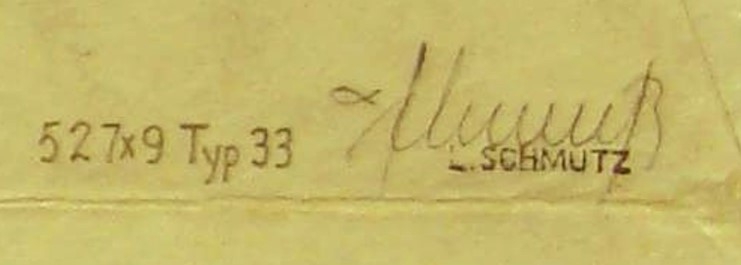 527x9 Typ 33
L. SCHMUTZ